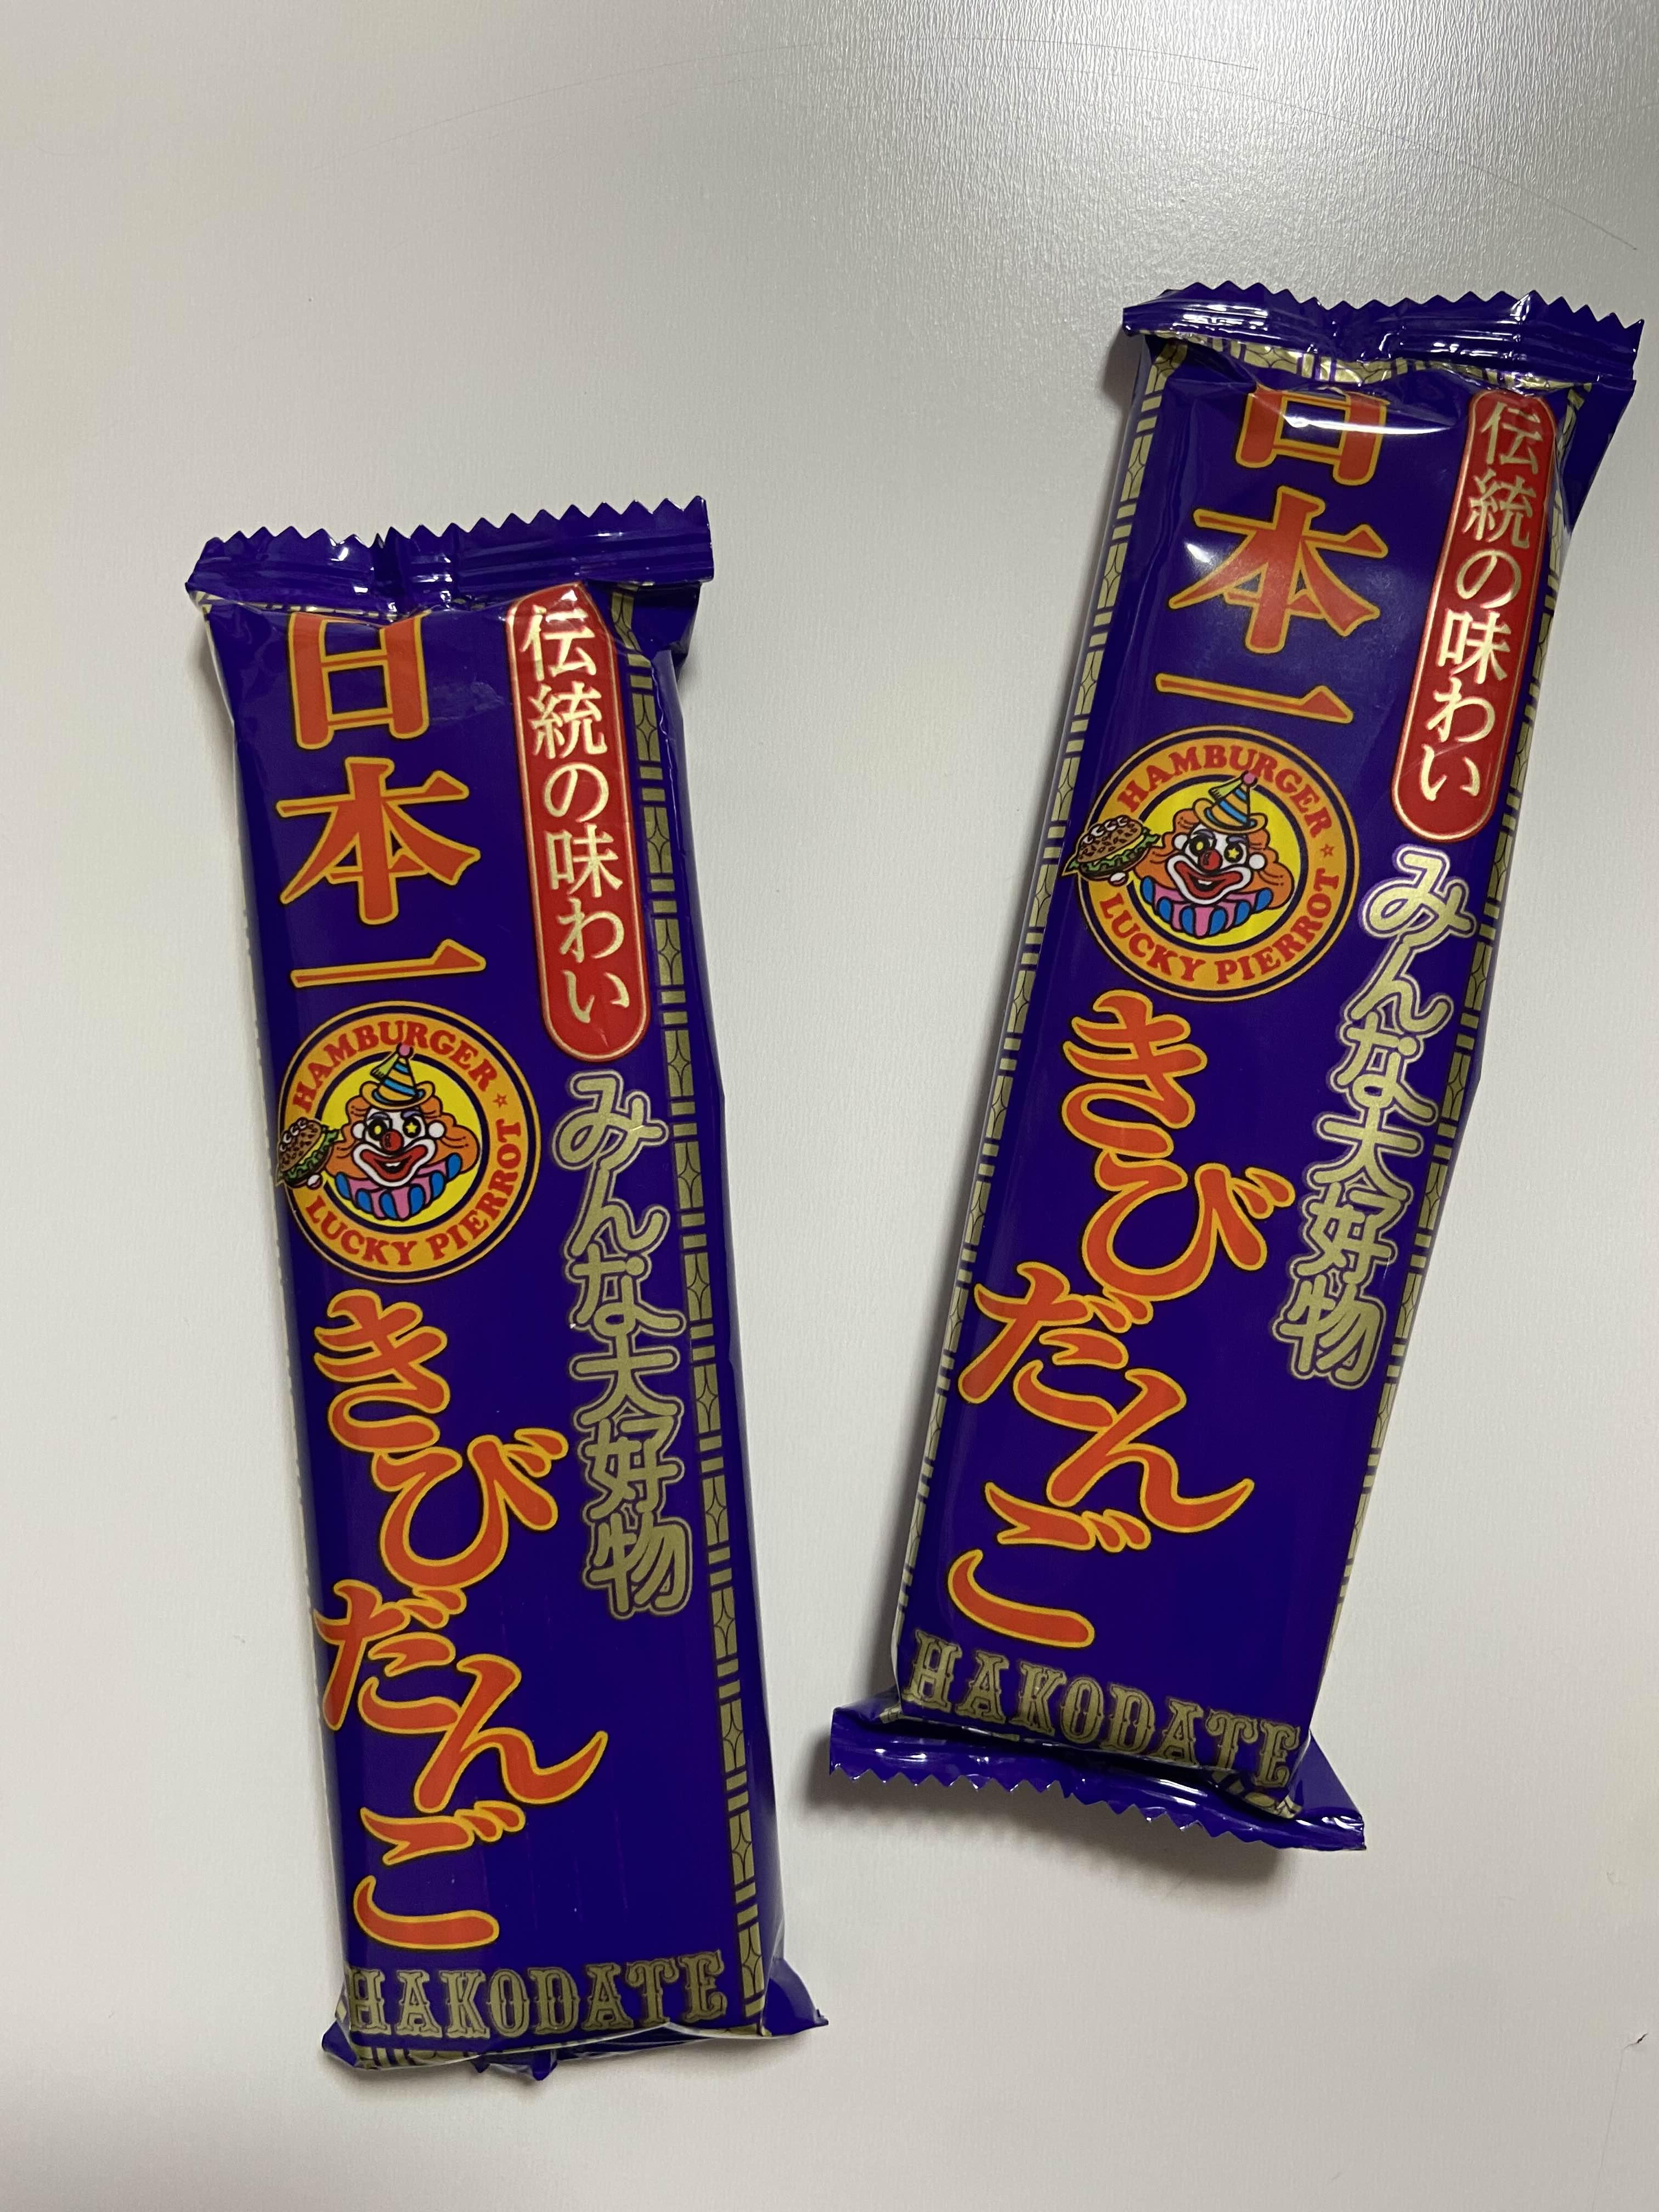 日本一
HAMBURGER ☆
LUCKY PIERROT
きびだんご
伝統の味わい
みんな大好物
HAKODATE
日本一
HAMBURGER ☆
LUCKY PIERROT
きびだんご
伝統の味わい
みんな大好物
HAKODATE